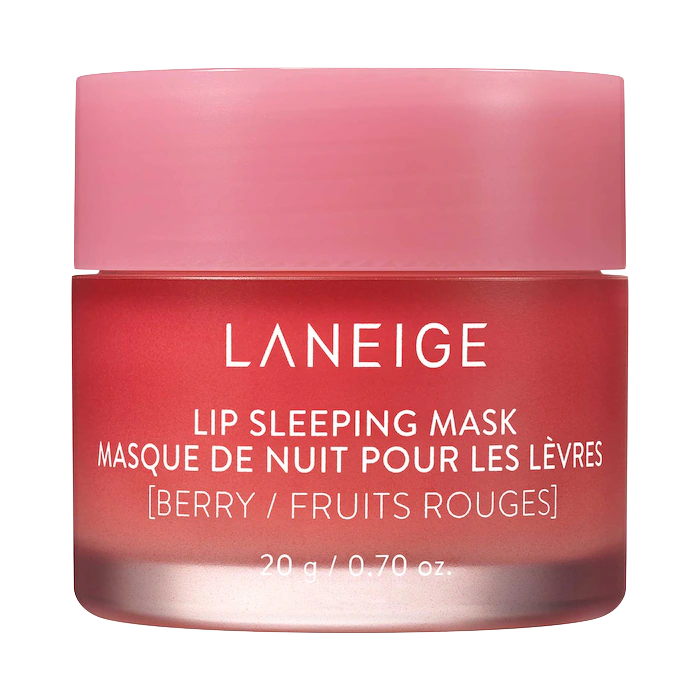 LANEIGE
LIP SLEEPING MASK
MASQUE DE NUIT POUR LES LÈVRES
[BERRY / FRUITS ROUGES]
20 g / 0.70 oz.